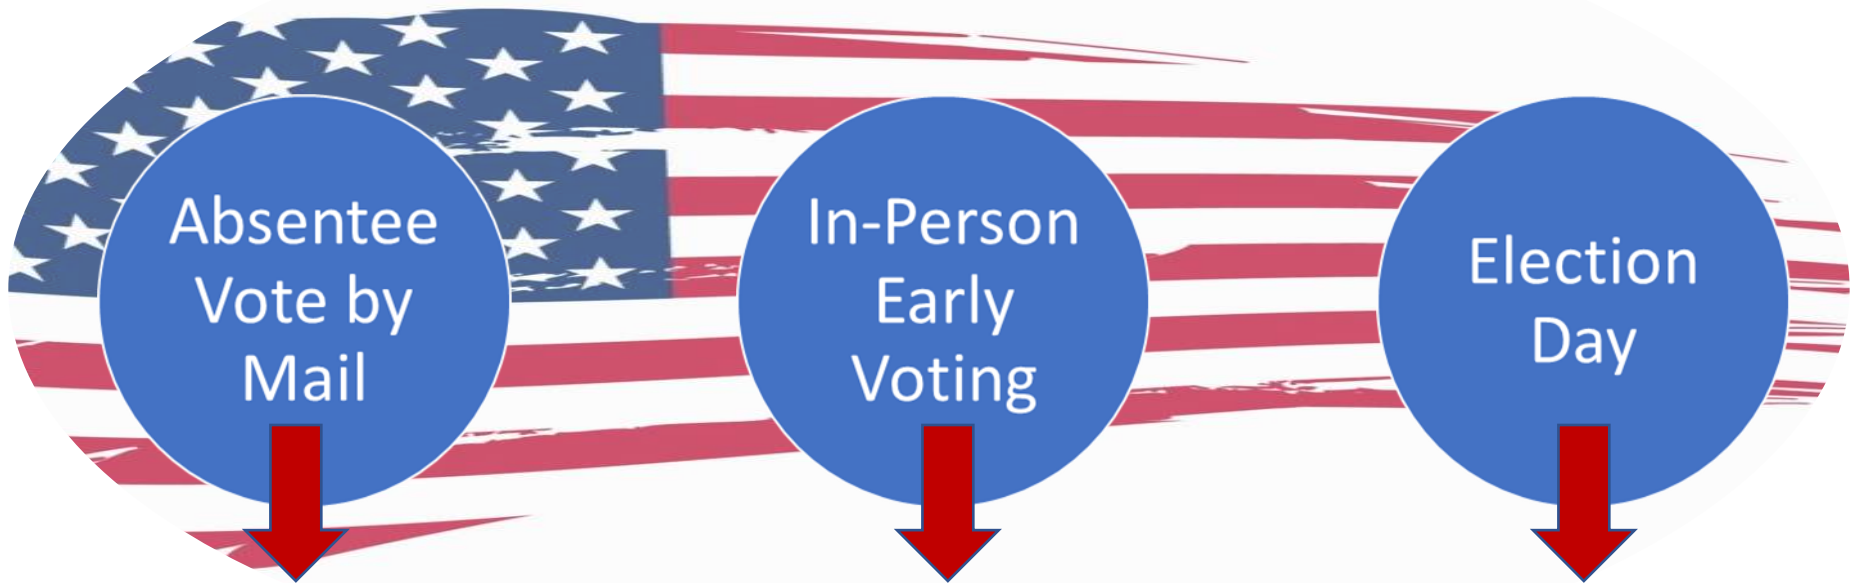 Absentee
Vote by
Mail
In-Person
Early
Voting
Election
Day